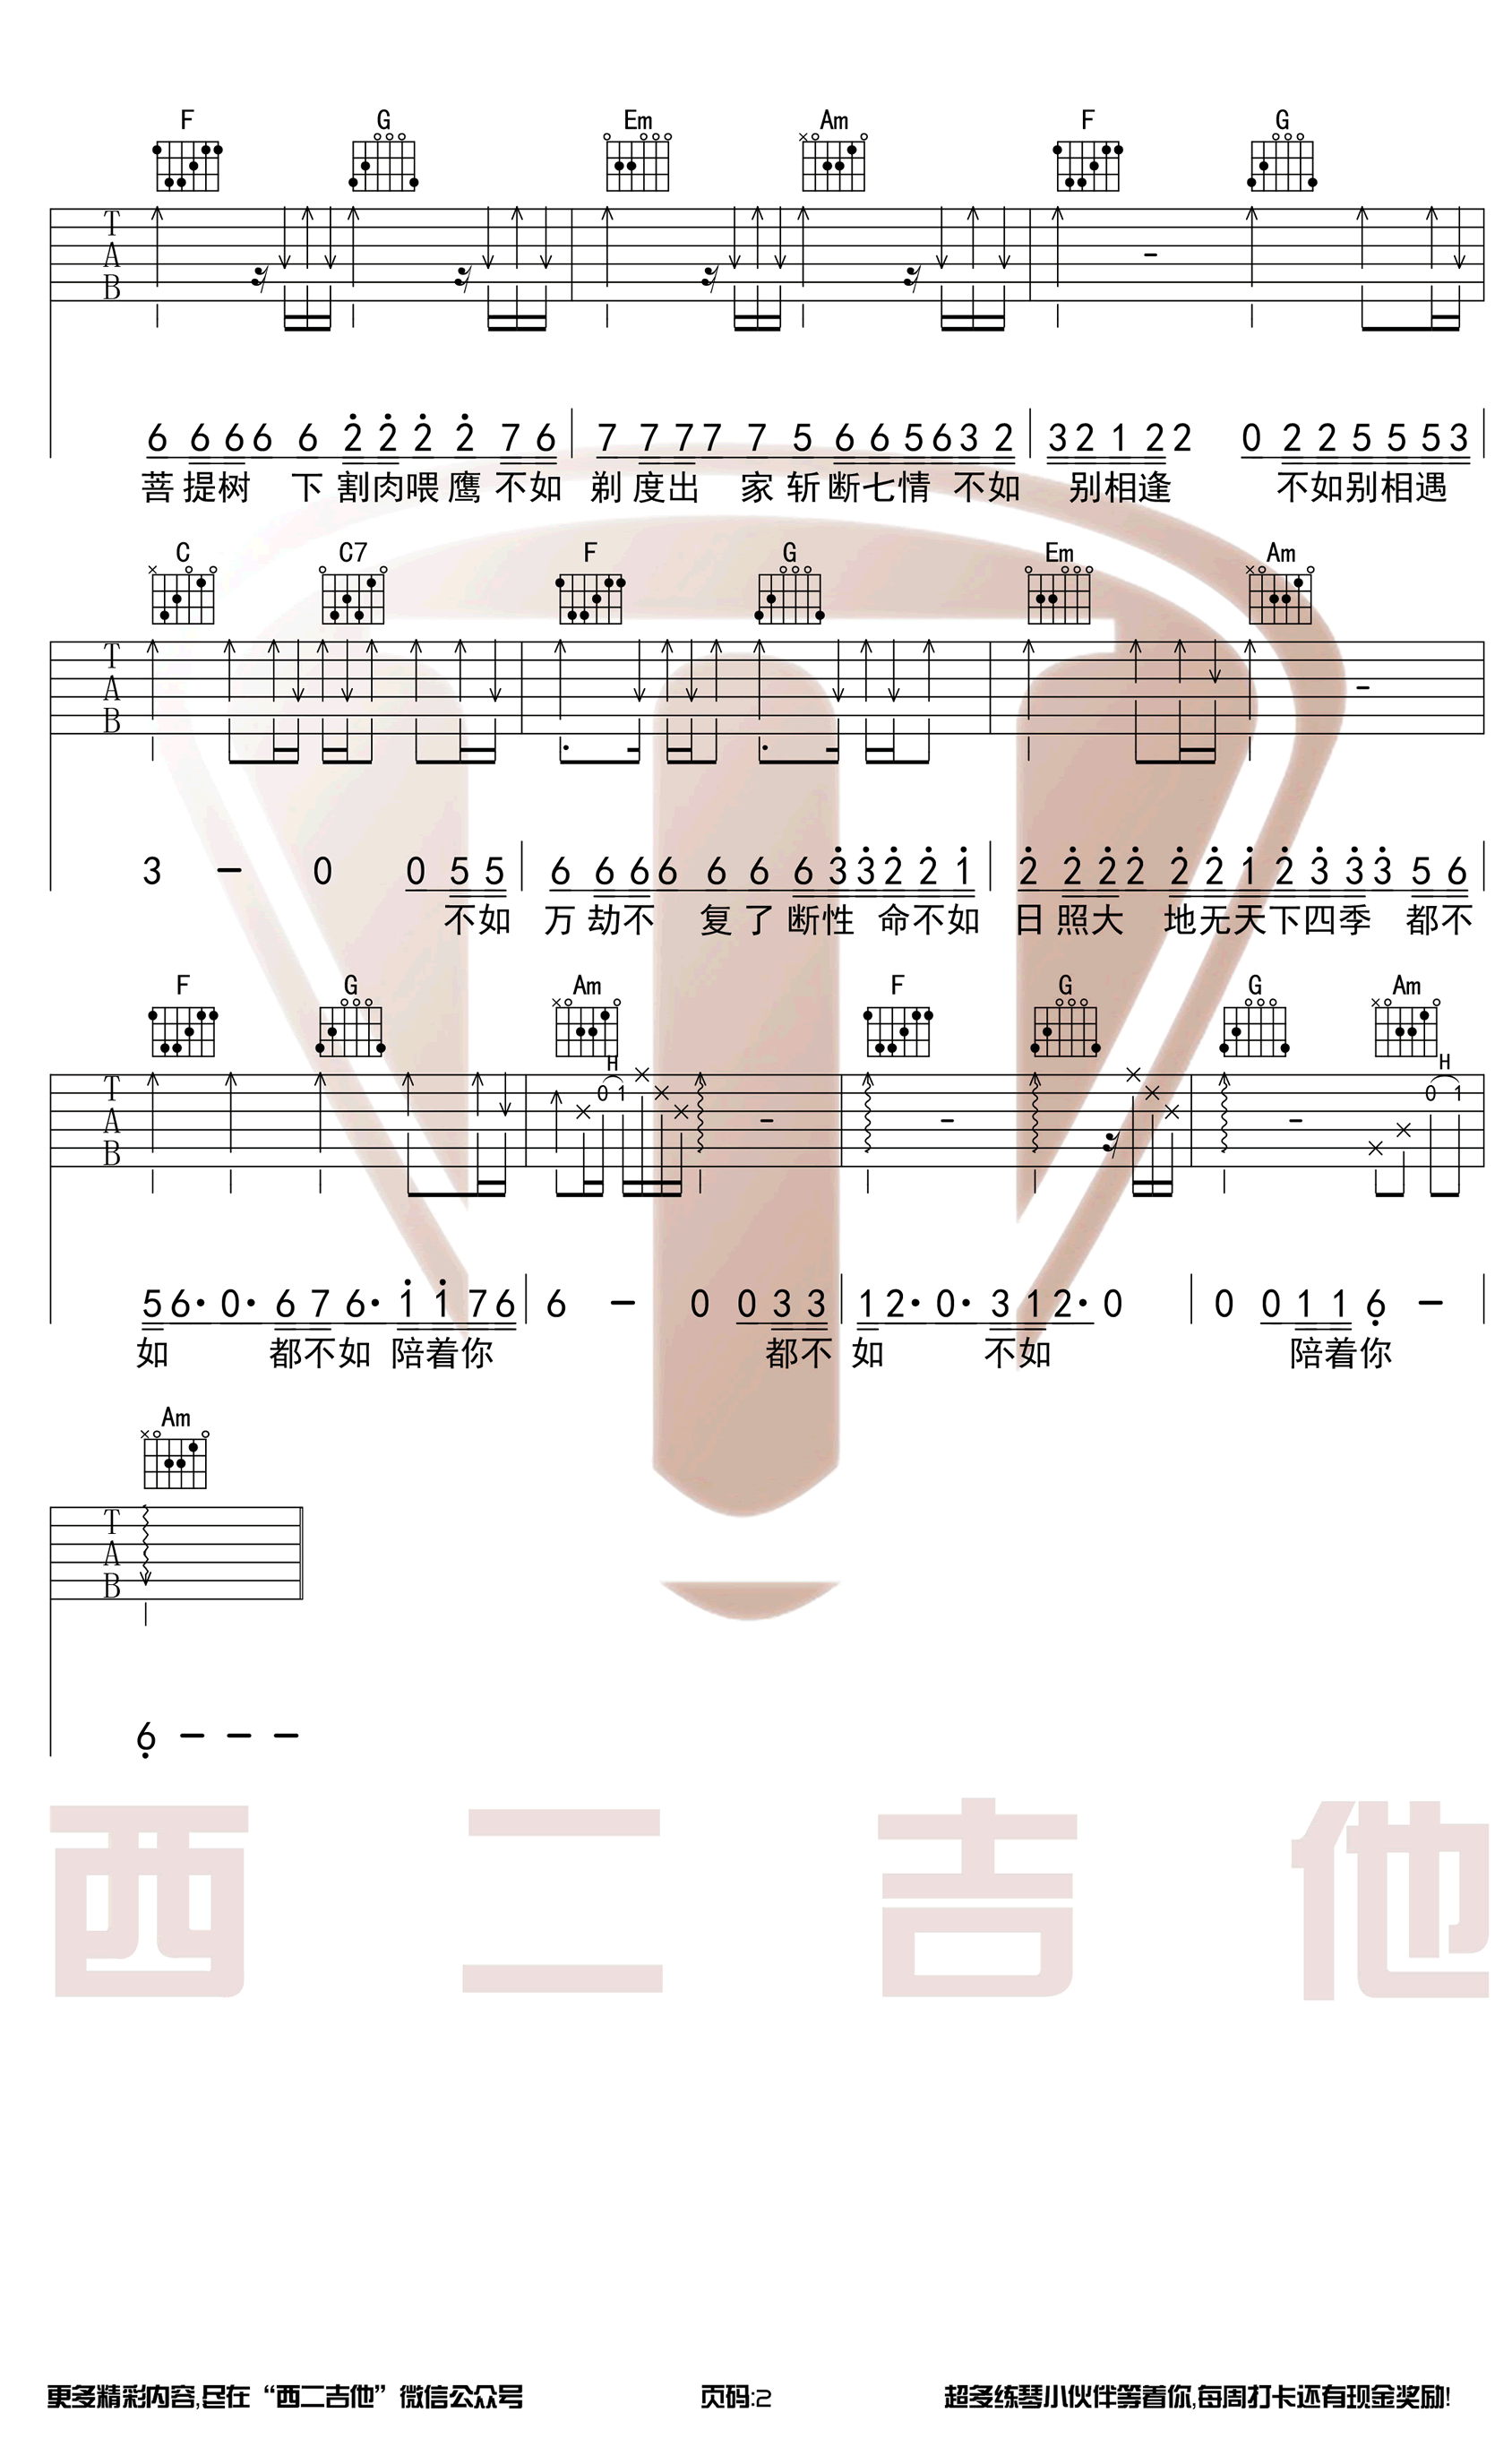 F G Em Am F G
T
A
B
6 6 6 6 6 2 2 2 2 7 6 7 7 7 7 7 5 6 6 5 6 3 2 3 2 1 2 2 0 2 2 5 5 5 3
菩提树 下割肉喂鹰不如 剃度出 家斩断七情不如 别相逢 不如别相遇
C C7 F G Em Am
T
A
B
3 - 0 0 5 5 6 6 6 6 6 6 6 3 3 2 2 1 2 2 2 2 2 2 1 2 3 3 3 5 6
不如 万劫不 复了断性命不如 日照大 地无天下四季 都不
F G Am F G G Am
H H
0 1 0 1
T
A
B
5 6· 0· 6 7 6· 1 1 7 6 6 - 0 0 3 3 1 2· 0· 3 1 2· 0 0 0 1 1 6 -
如 都不如 陪着你 都不 如 不如 陪着你
Am
T
A
B
6 - - -
西二吉他
更多精彩内容,尽在“西二吉他”微信公众号 页码:2 超多练琴小伙伴等着你,每周打卡还有现金奖励!